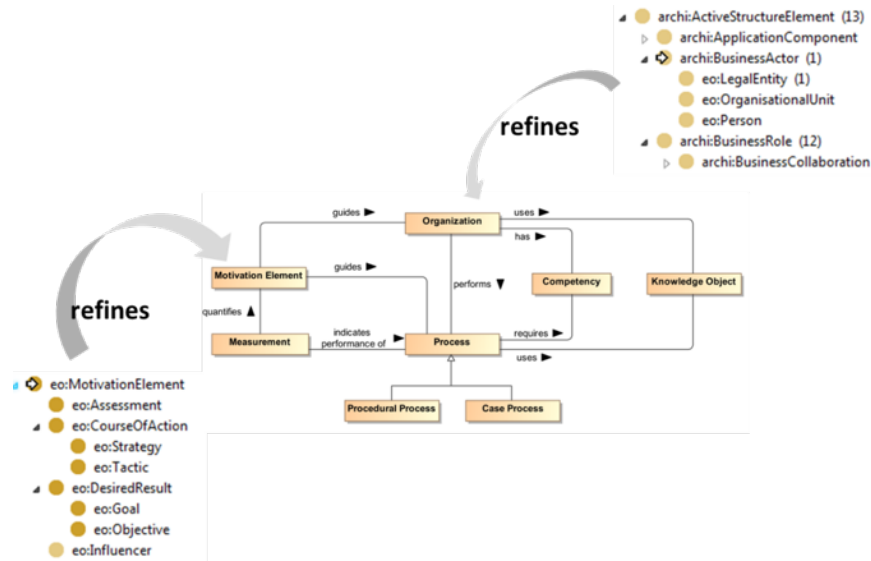 archi:ActiveStructureElement (13)
archi:ApplicationComponent
archi:BusinessActor (1)
eo:LegalEntity (1)
eo:OrganisationalUnit
eo:Person
archi:BusinessRole (12)
archi:BusinessCollaboration
refines
guides
Organization
uses
has
Motivation Element
guides
performs
Competency
Knowledge Object
refines
quantifies
Measurement
indicates
performance of
Process
requires
uses
Procedural Process
Case Process
eo:MotivationElement
eo:Assessment
eo:CourseOfAction
eo:Strategy
eo:Tactic
eo:DesiredResult
eo:Goal
eo:Objective
eo:Influencer